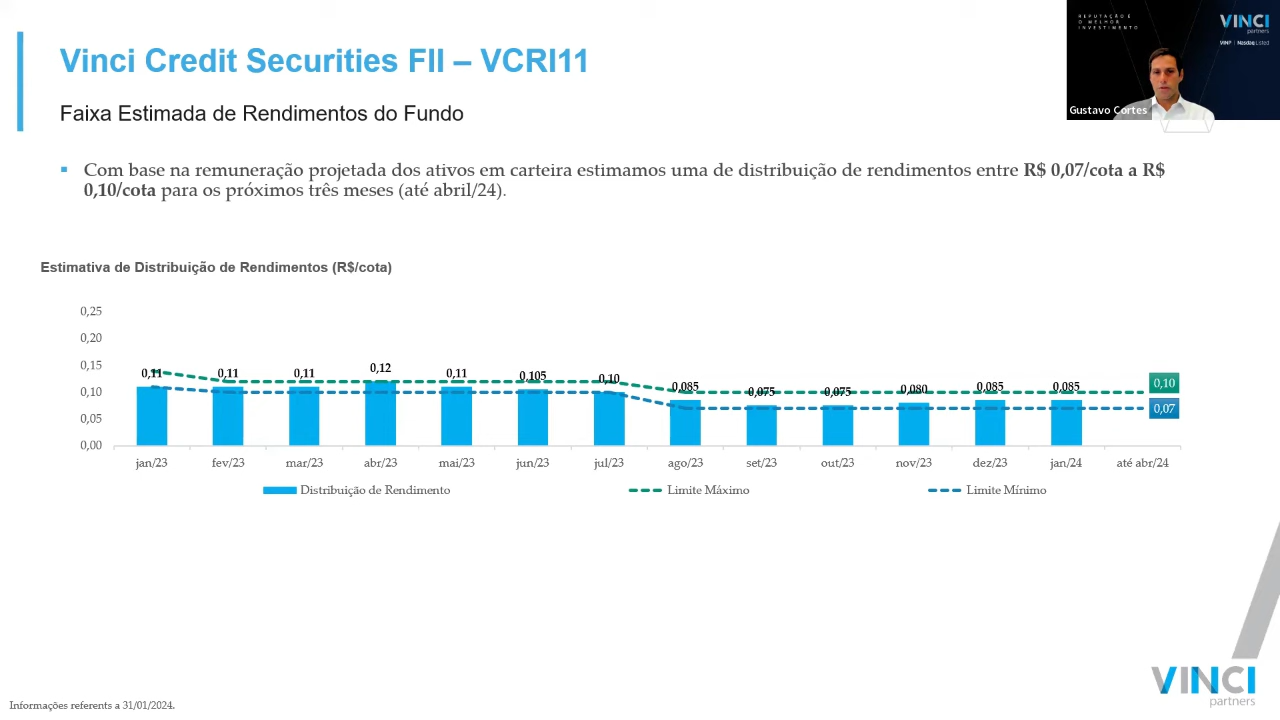 Vinci Credit Securities FII – VCRI11
Faixa Estimada de Rendimentos do Fundo
REPUTAÇÃO É
O MELHOR
INVESTIMENTO
VINCI
partners
VINP | Nasdaq Listed
Gustavo Cortes
▪ Com base na remuneração projetada dos ativos em carteira estimamos uma de distribuição de rendimentos entre R$ 0,07/cota a R$
0,10/cota para os próximos três meses (até abril/24).
Estimativa de Distribuição de Rendimentos (R$/cota)
0,25
0,20
0,15
0,10
0,05
0,00
0,11 0,11 0,11 0,12 0,11 0,105 0,10 0,085 0,075 0,075 0,080 0,085 0,085
0,10
0,07
jan/23 fev/23 mar/23 abr/23 mai/23 jun/23 jul/23 ago/23 set/23 out/23 nov/23 dez/23 jan/24 até abr/24
Distribuição de Rendimento Limite Máximo Limite Mínimo
VINCI
partners
Informações referents a 31/01/2024.